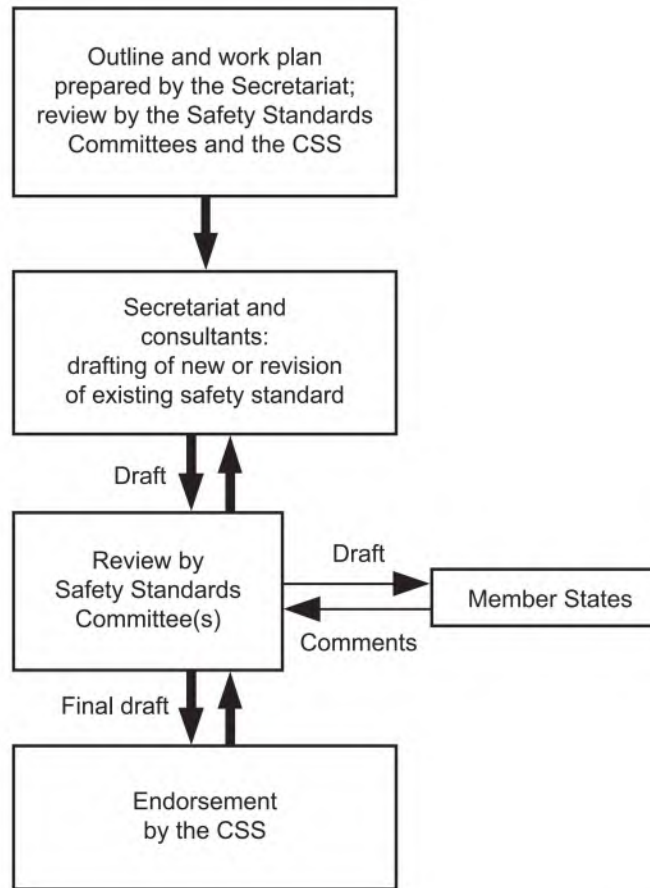 Outline and work plan
prepared by the Secretariat;
review by the Safety Standards
Committees and the CSS
Secretariat and
consultants:
drafting of new or revision
of existing safety standard
Draft
Review by
Safety Standards
Committee(s)
Draft
Member States
Comments
Final draft
Endorsement
by the CSS